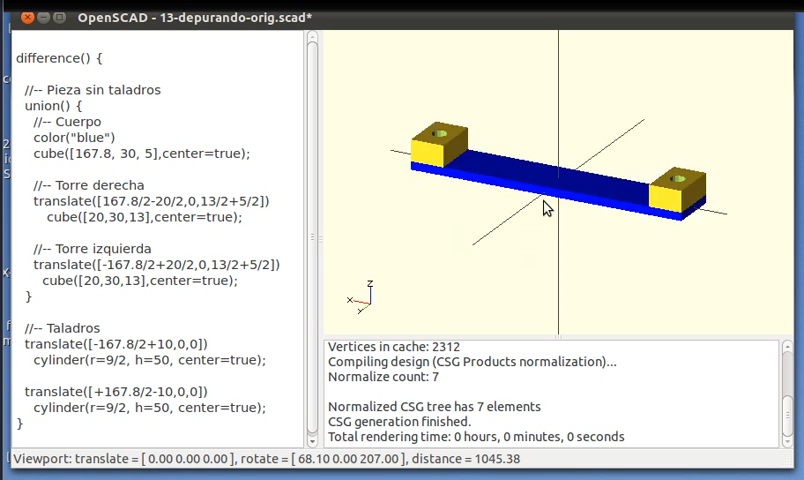 OpenSCAD - 13-depurando-orig.scad*
difference() {
//-- Pieza sin taladros
union() {
//-- Cuerpo
color("blue")
cube([167.8, 30, 5],center=true);
//-- Torre derecha
translate([167.8/2-20/2,0,13/2+5/2])
cube([20,30,13],center=true);
//-- Torre izquierda
translate([-167.8/2+20/2,0,13/2+5/2])
cube([20,30,13],center=true);
}
//-- Taladros
translate([-167.8/2+10,0,0])
cylinder(r=9/2, h=50, center=true);
translate([+167.8/2-10,0,0])
cylinder(r=9/2, h=50, center=true);
}
Z
X
Y
Vertices in cache: 2312
Compiling design (CSG Products normalization)...
Normalize count: 7
Normalized CSG tree has 7 elements
CSG generation finished.
Total rendering time: 0 hours, 0 minutes, 0 seconds
Viewport: translate = [ 0.00 0.00 0.00 ], rotate = [ 68.10 0.00 207.00 ], distance = 1045.38